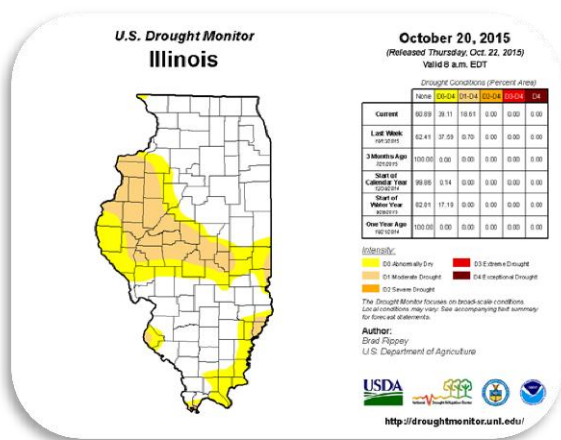 U.S. Drought Monitor
Illinois
October 20, 2015
(Released Thursday, Oct. 22, 2015)
Valid 8 a.m. EDT
Drought Conditions (Percent Area)
None D0-D4 D1-D4 D2-D4 D3-D4 D4
Current 60.89 39.11 18.61 0.00 0.00 0.00
Last Week 62.41 37.59 0.70 0.00 0.00 0.00
3 Months Ago 100.00 0.00 0.00 0.00 0.00 0.00
Start of
Calendar Year 99.86 0.14 0.00 0.00 0.00 0.00
Start of
Water Year 82.81 17.19 0.00 0.00 0.00 0.00
One Year Ago 100.00 0.00 0.00 0.00 0.00 0.00
Intensity:
D0 Abnormally Dry
D1 Moderate Drought
D2 Severe Drought
D3 Extreme Drought
D4 Exceptional Drought
The Drought Monitor focuses on broad-scale conditions.
Local conditions may vary. See accompanying text summary
for forecast statements.
Author:
Brad Rippey
U.S. Department of Agriculture
USDA
http://droughtmonitor.unl.edu/